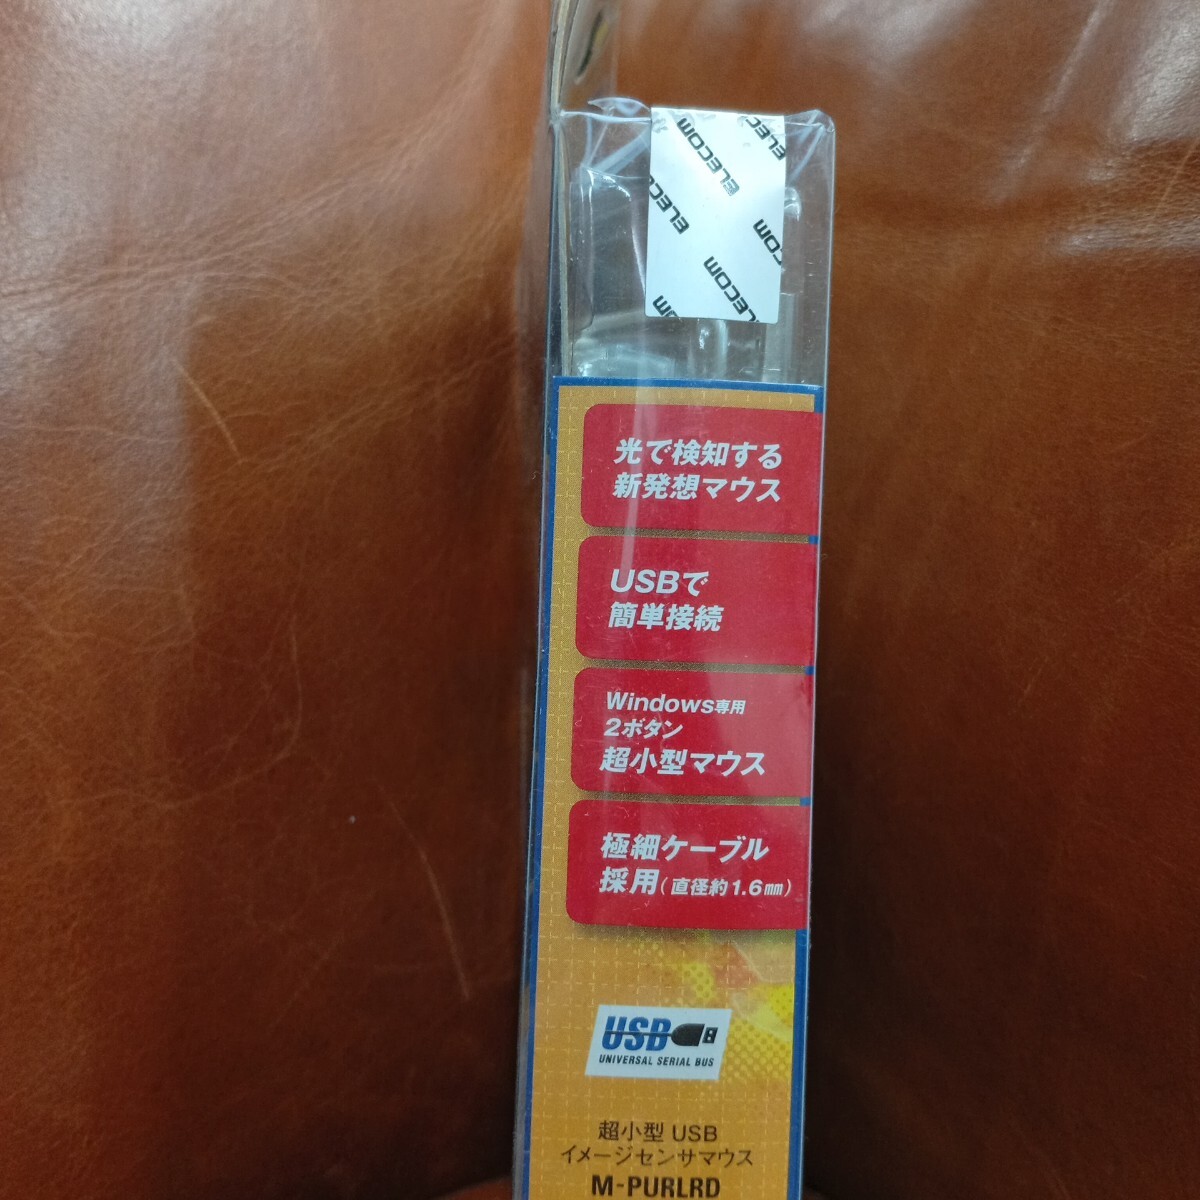 ELECOM
ELECOM
ELECOM
COM
ELECOM
COM
光で検知する
新発想マウス
USBで
簡単接続
Windows専用
2ボタン
超小型マウス
極細ケーブル
採用(直径約1.6㎜)
USB
UNIVERSAL SERIAL BUS
超小型 USB
イメージセンサマウス
M-PURLRD